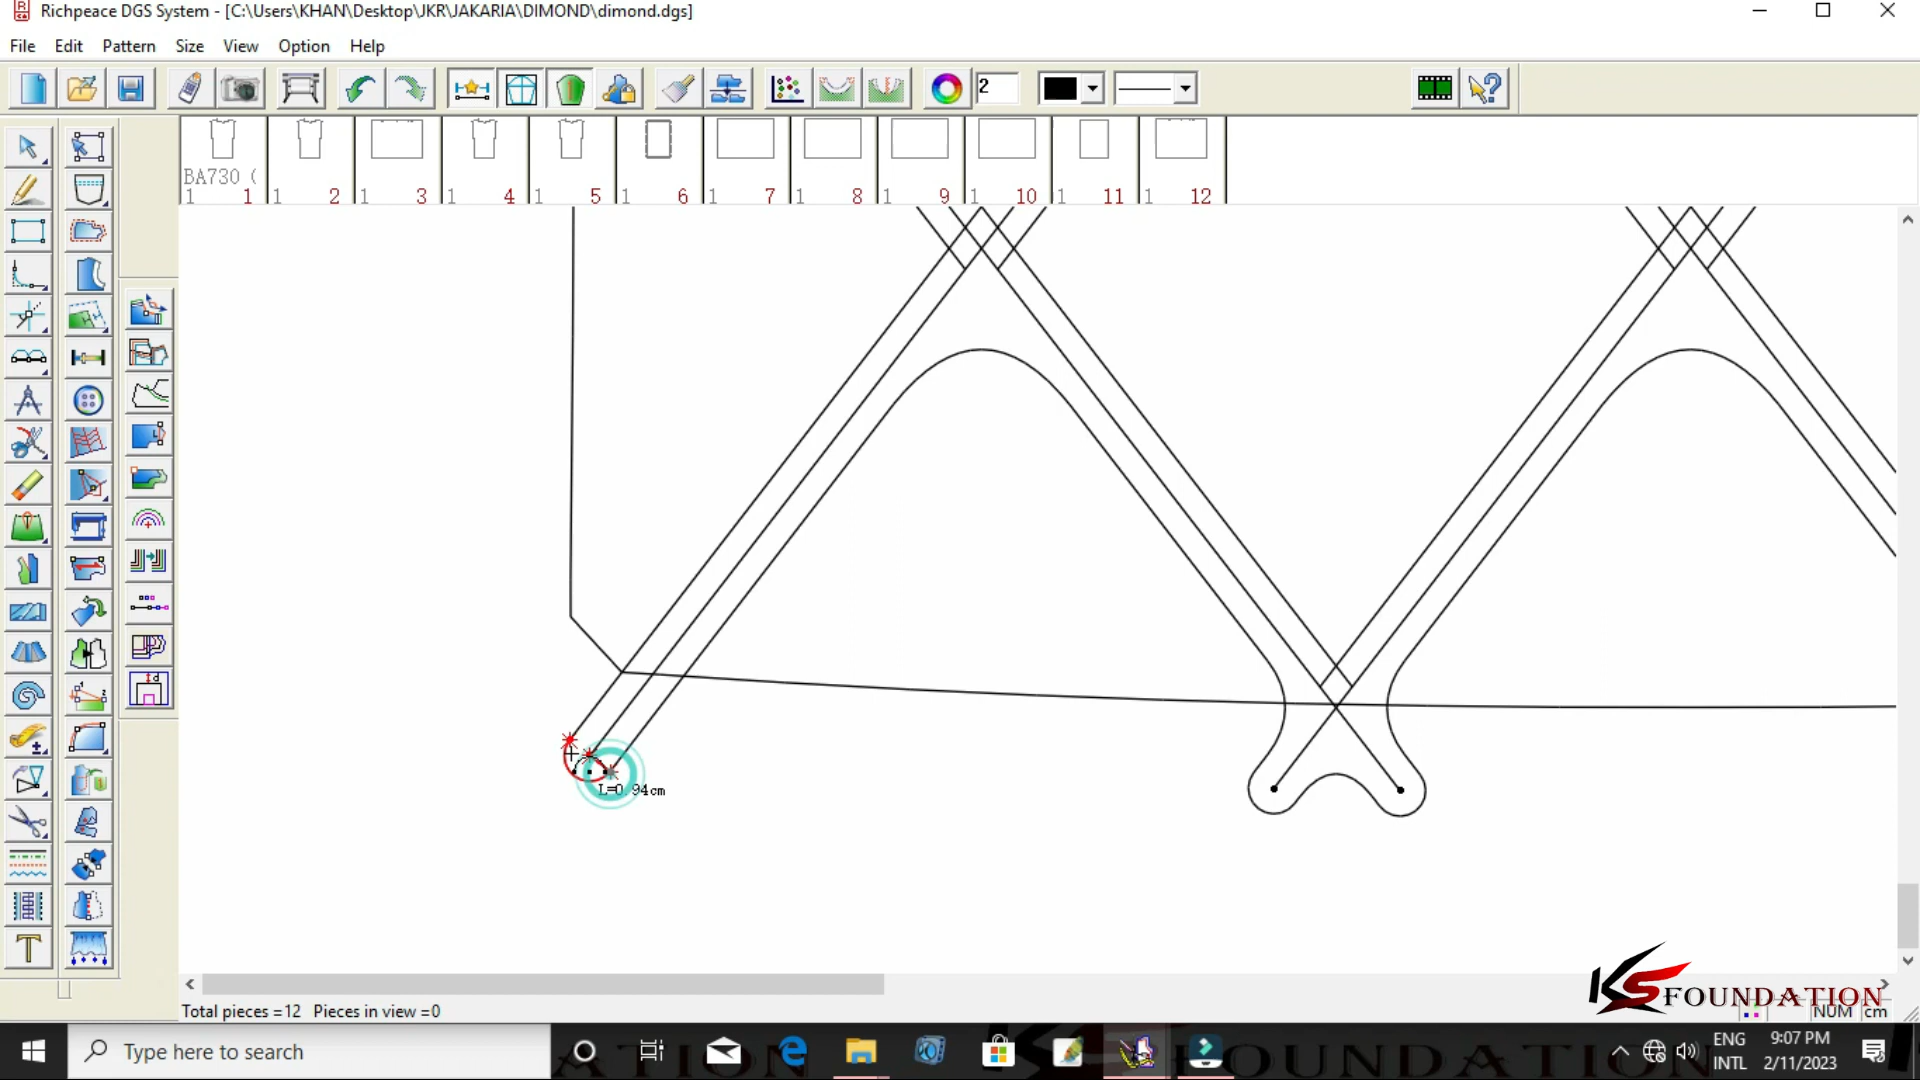 Richpeace DGS System - [C:\Users\KHAN\Desktop\JKR\JAKARIA\DIMOND\dimond.dgs]
File Edit Pattern Size View Option Help
2
BA730 (
1 1 1 2 1 3 1 4 1 5 1 6 1 7 1 8 1 9 1 10 1 11 1 12
L=0.94cm
Total pieces =12 Pieces in view =0
KS FOUNDATION
NUM cm
Type here to search
ENG
INTL
9:07 PM
2/11/2023